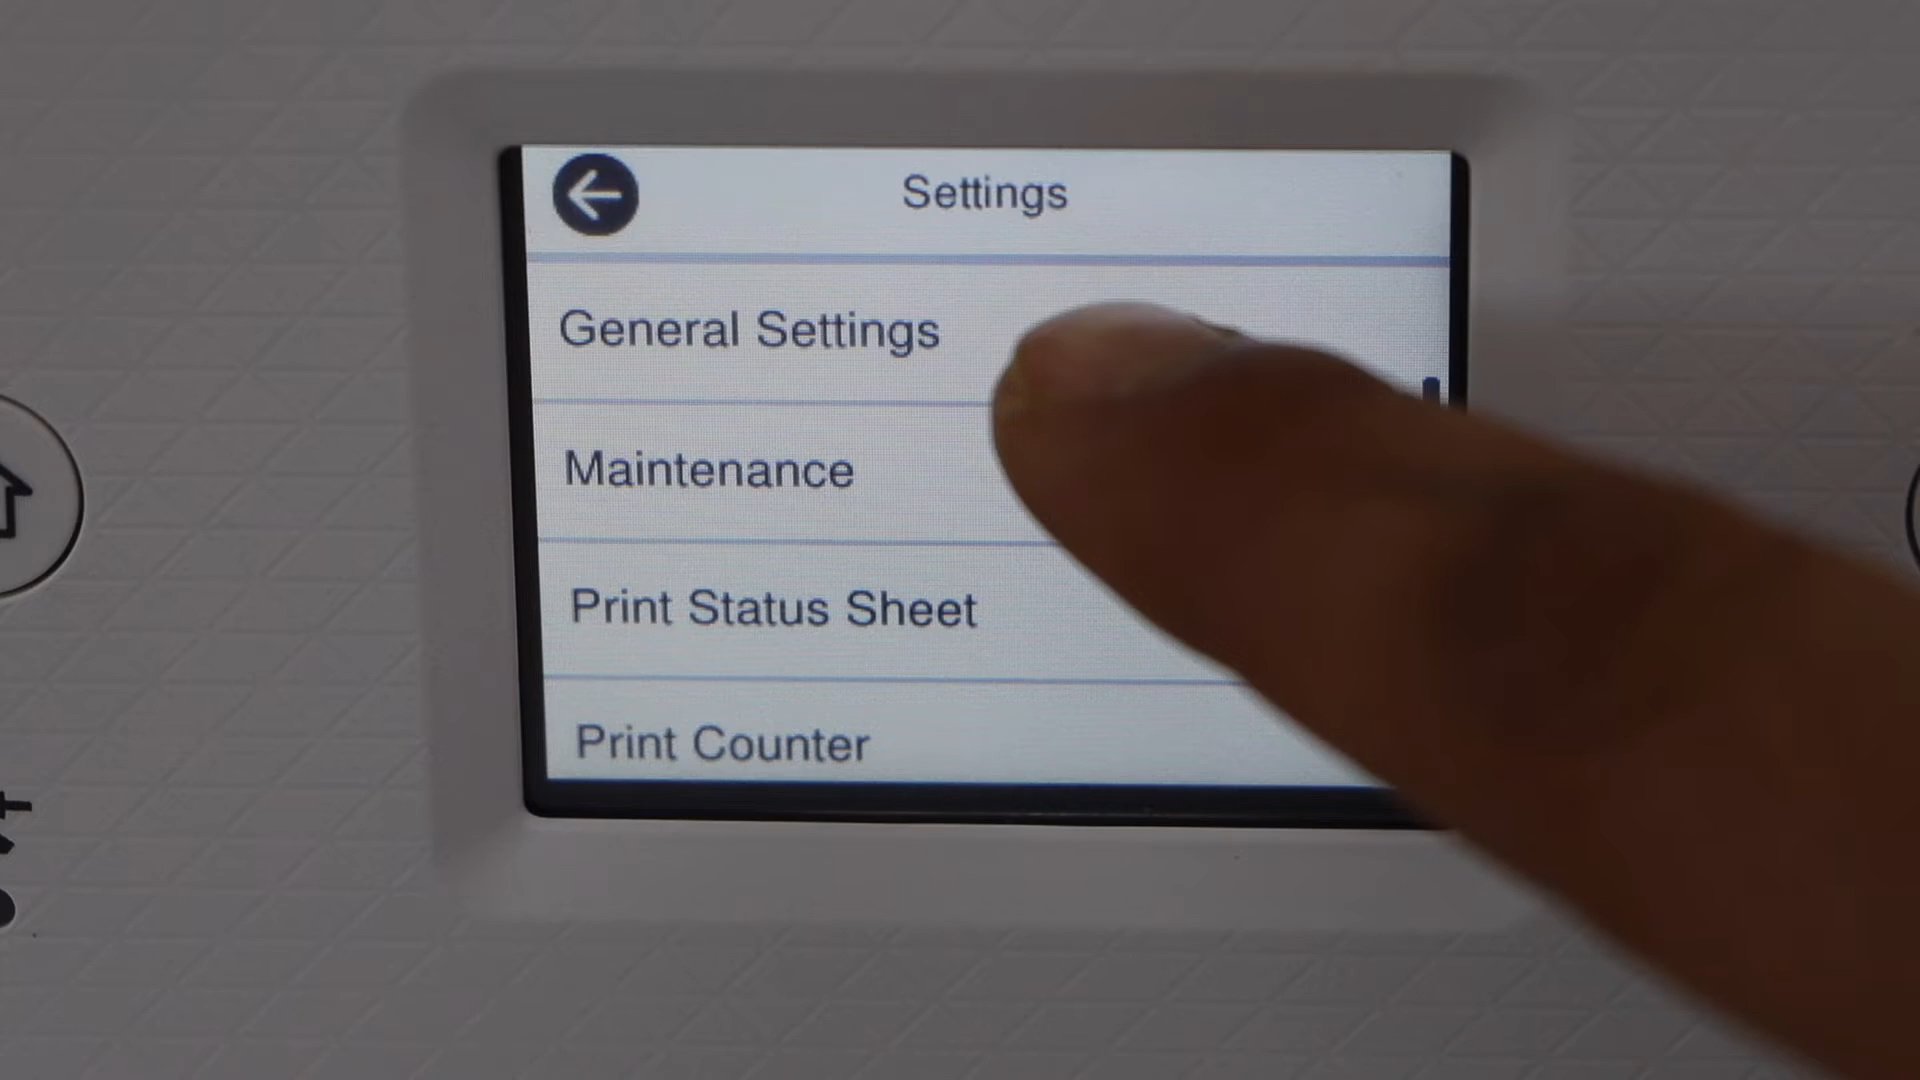 Settings
General Settings
Maintenance
Print Status Sheet
Print Counter